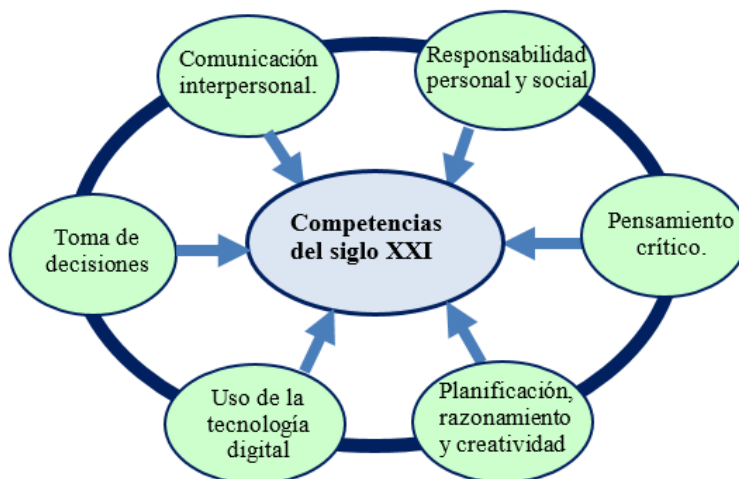 Comunicación
interpersonal.
Responsabilidad
personal y social
Toma de
decisiones
Competencias
del siglo XXI
Pensamiento
crítico.
Uso de la
tecnología
digital
Planificación,
razonamiento
y creatividad